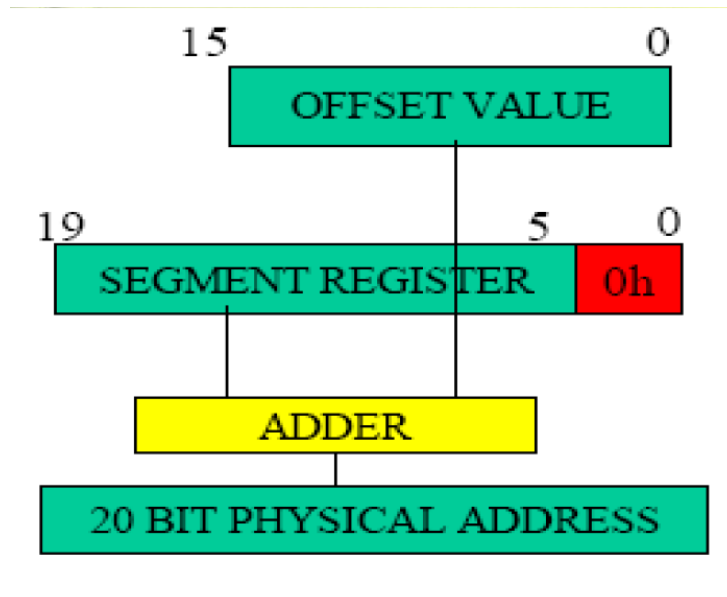 15 0
OFFSET VALUE
19 5 0
SEGMENT REGISTER 0h
ADDER
20 BIT PHYSICAL ADDRESS